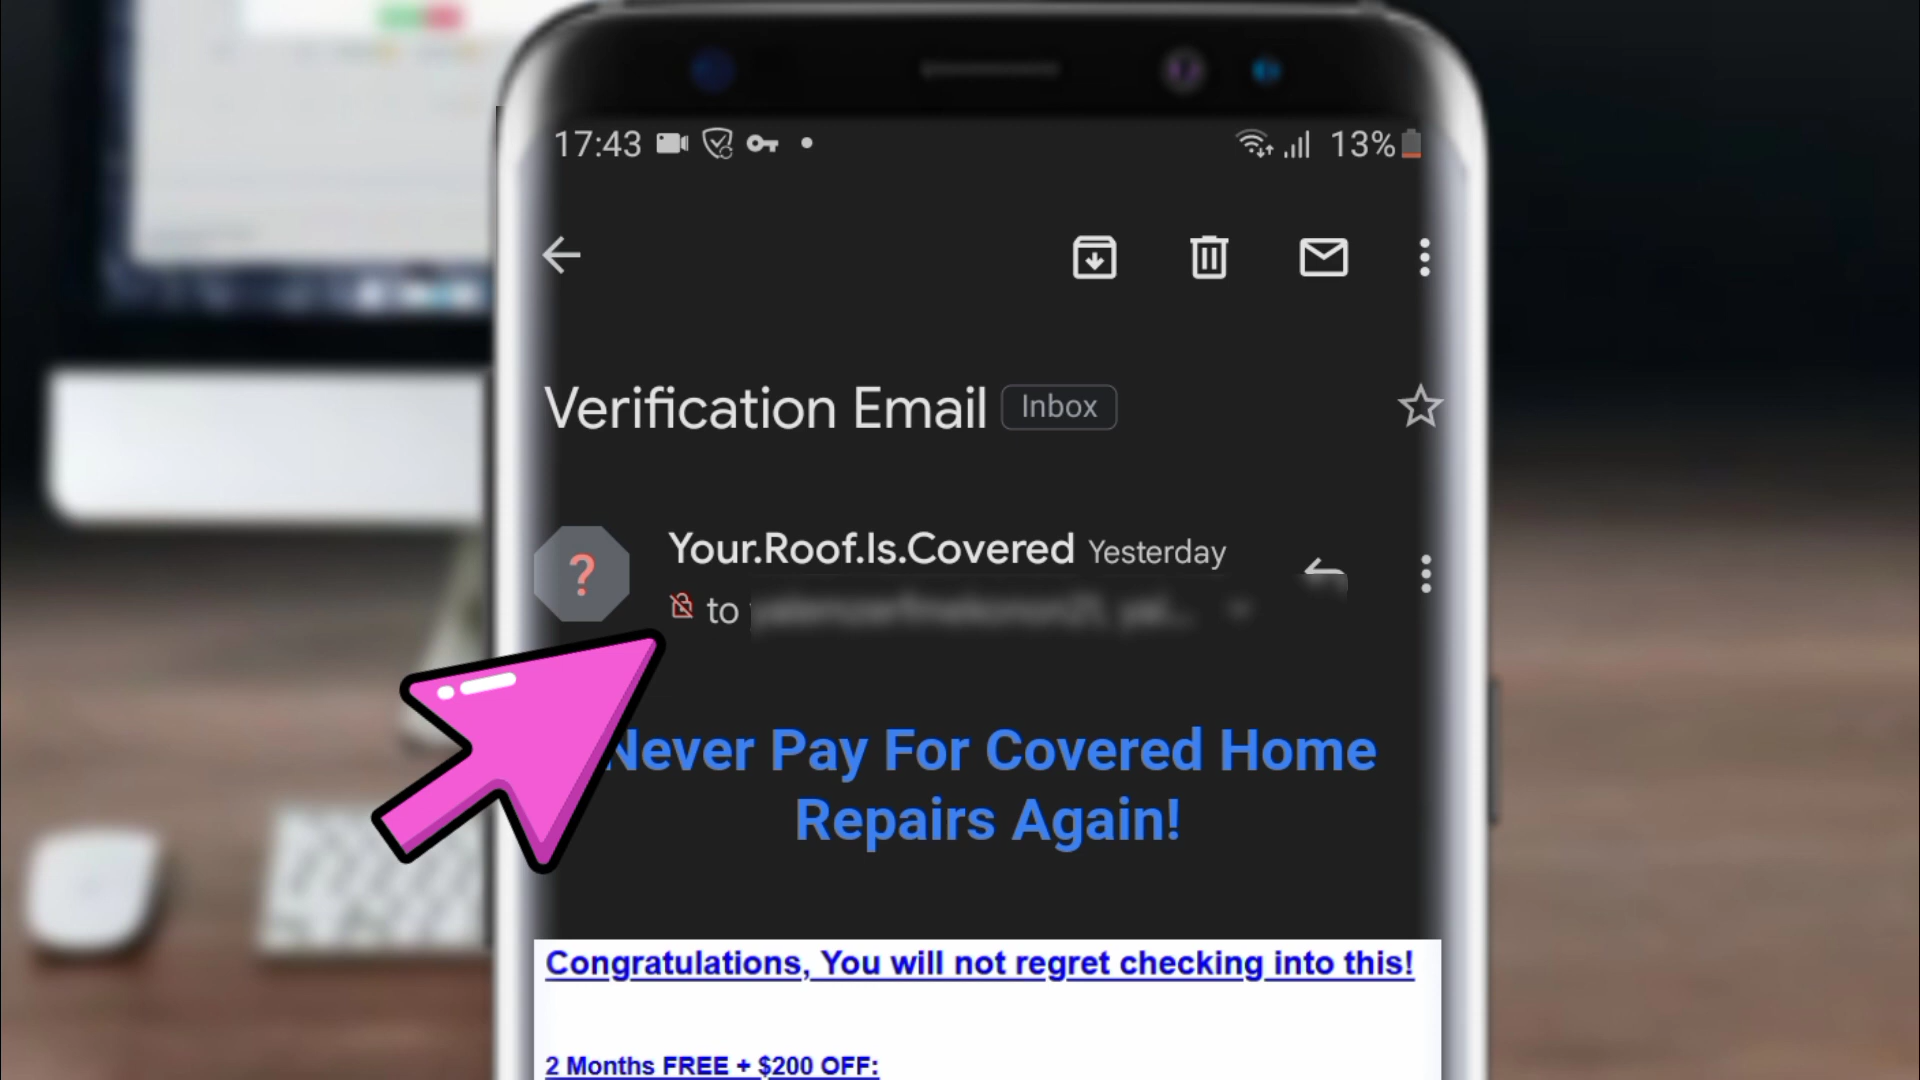 17:43 13%
Verification Email Inbox
?
Your.Roof.Is.Covered Yesterday
to
Never Pay For Covered Home
Repairs Again!
Congratulations, You will not regret checking into this!
2 Months FREE + $200 OFF: